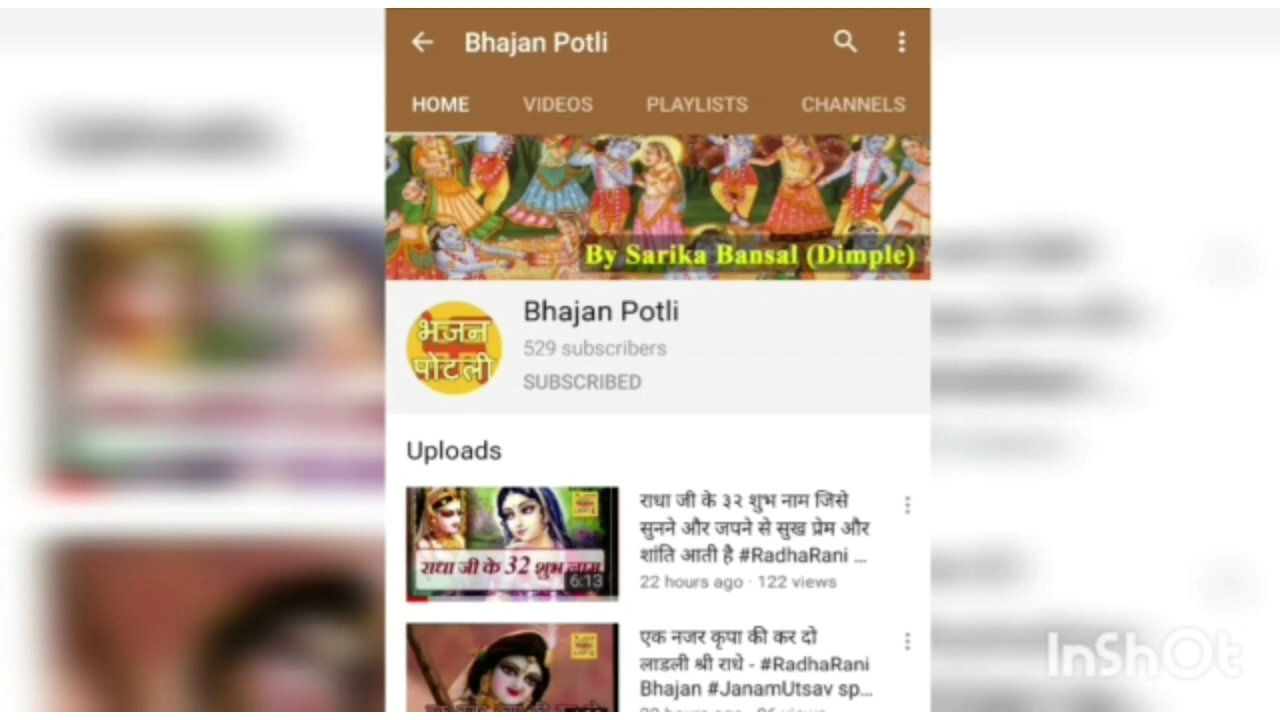 Bhajan Potli
HOME VIDEOS PLAYLISTS CHANNELS
By Sarika Bansal (Dimple)
भजन
पोटली
Bhajan Potli
529 subscribers
SUBSCRIBED
Uploads
राधा जी के 32 शुभ नाम
6:13
राधा जी के ३२ शुभ नाम जिसे
सुनने और जपने से सुख प्रेम और
शांति आती है #RadhaRani ...
22 hours ago · 122 views
एक नजर कृपा की कर दो
लाडली श्री राधे - #RadhaRani
Bhajan #JanamUtsav sp...
InShOt